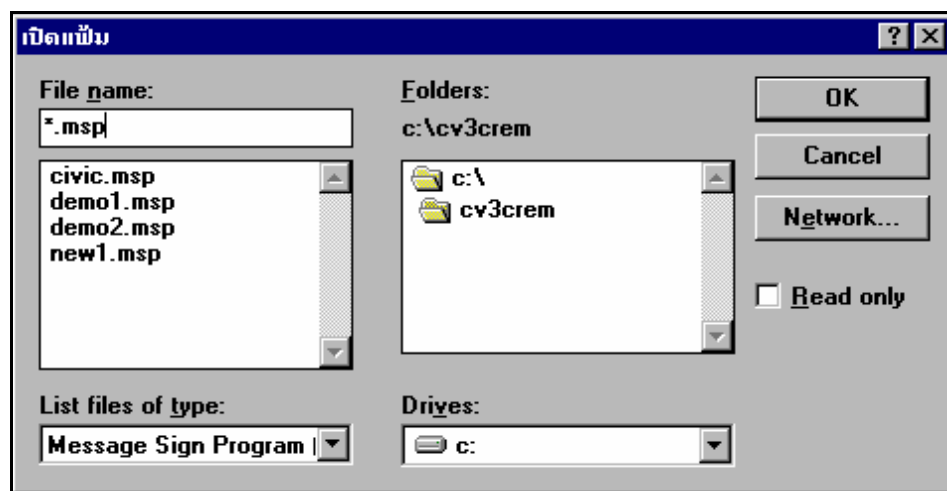 เปิดแฟ้ม
File name:
*.msp
civic.msp
demo1.msp
demo2.msp
new1.msp
List files of type:
Message Sign Program (
Folders:
c:\cv3crem
c:\
cv3crem
Drives:
c:
OK
Cancel
Network...
Read only